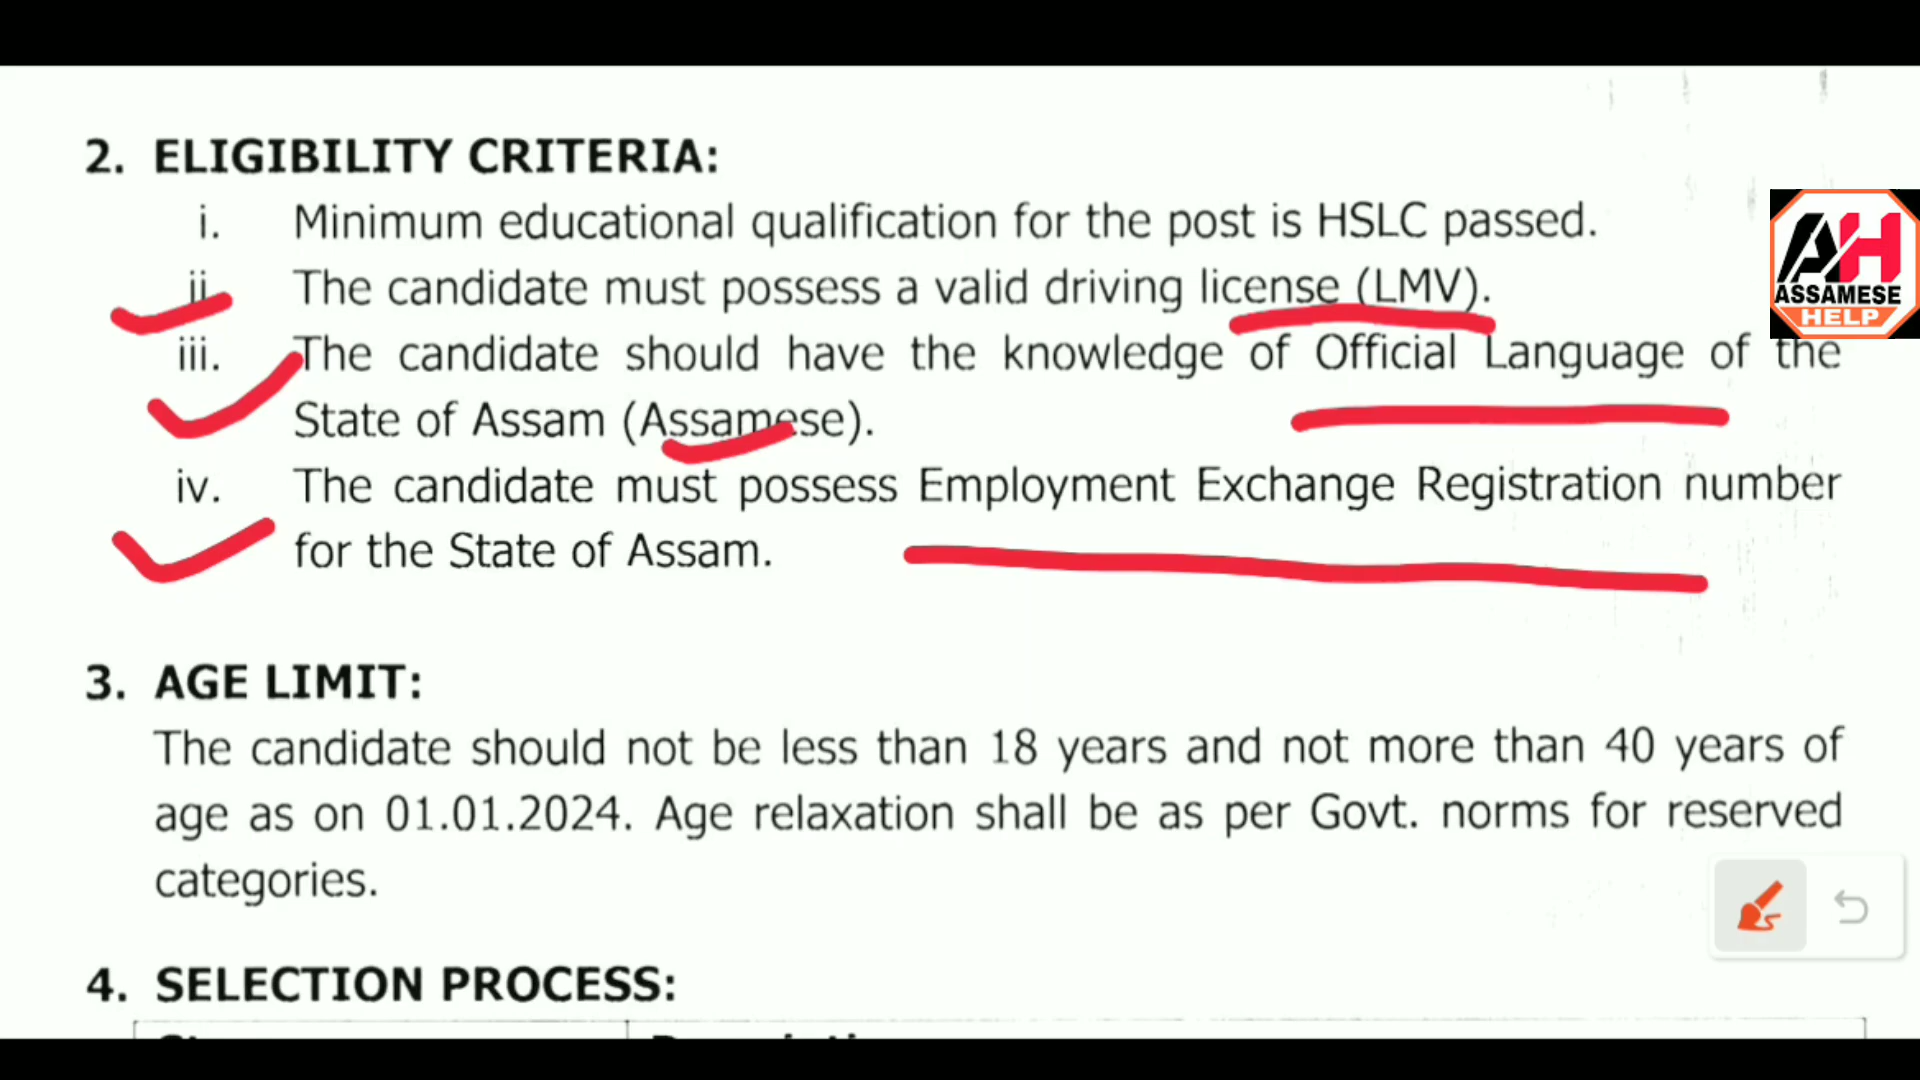 2. ELIGIBILITY CRITERIA:
i. Minimum educational qualification for the post is HSLC passed.
ii. The candidate must possess a valid driving license (LMV).
iii. The candidate should have the knowledge of Official Language of the
State of Assam (Assamese).
iv. The candidate must possess Employment Exchange Registration number
for the State of Assam.
AH
ASSAMESE
HELP
3. AGE LIMIT:
The candidate should not be less than 18 years and not more than 40 years of
age as on 01.01.2024. Age relaxation shall be as per Govt. norms for reserved
categories.
4. SELECTION PROCESS: